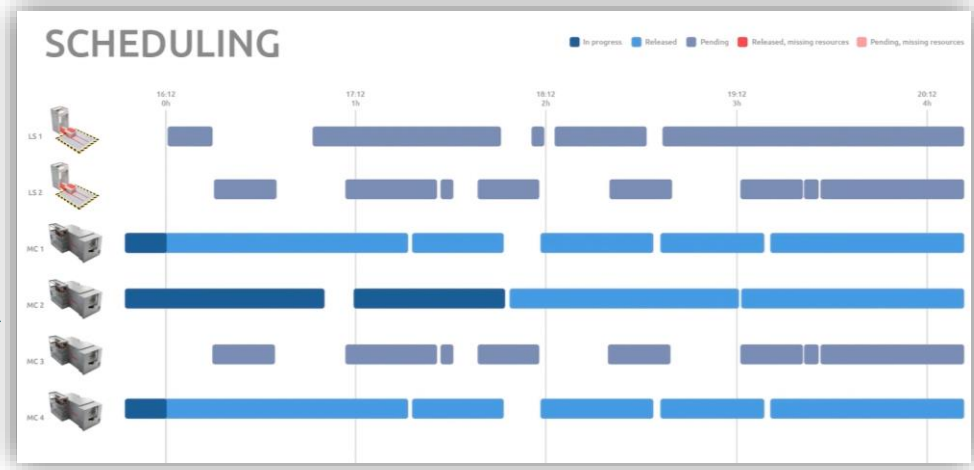 SCHEDULING
In progress Released Pending Released, missing resources Pending, missing resources
16:12 17:12 18:12 19:12 20:12
0h 1h 2h 3h 4h
LS 1
LS 2
MC 1
MC 2
MC 3
MC 4